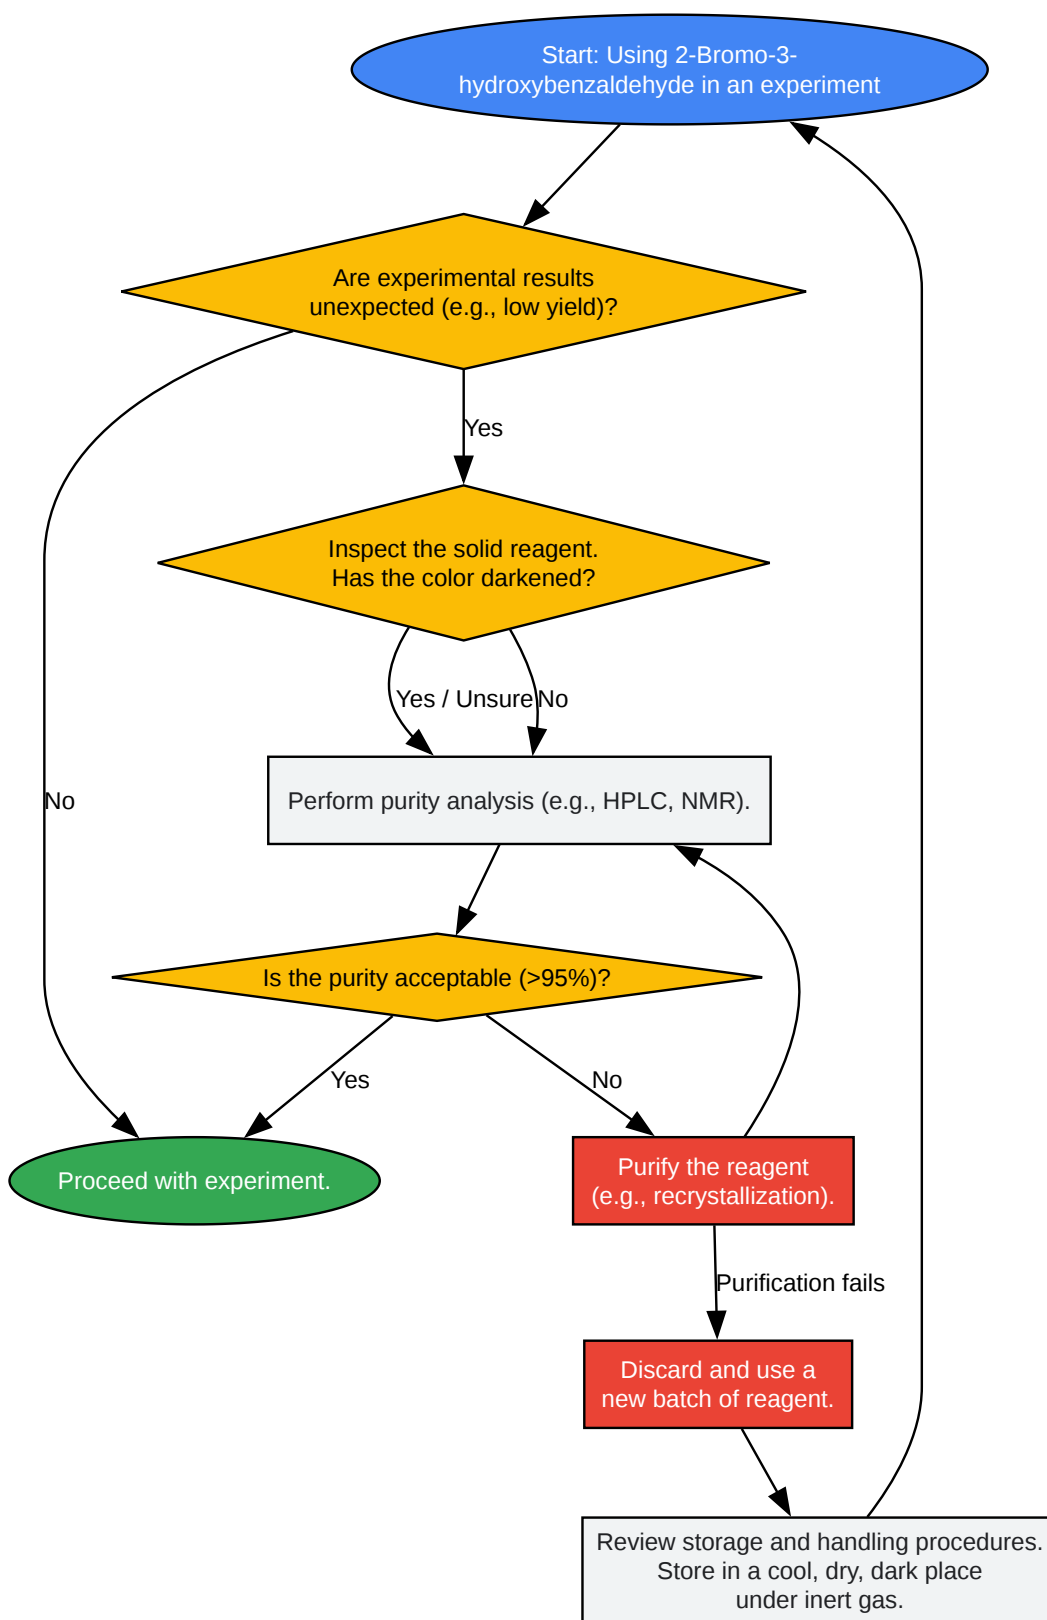 Start: Using 2-Bromo-3-
hydroxybenzaldehyde in an experiment
Are experimental results
unexpected (e.g., low yield)?
Yes
Inspect the solid reagent.
Has the color darkened?
Yes / Unsure
No
No
Perform purity analysis (e.g., HPLC, NMR).
Is the purity acceptable (>95%)?
Yes
No
Proceed with experiment.
Purify the reagent
(e.g., recrystallization).
Purification fails
Discard and use a
new batch of reagent.
Review storage and handling procedures.
Store in a cool, dry, dark place
under inert gas.